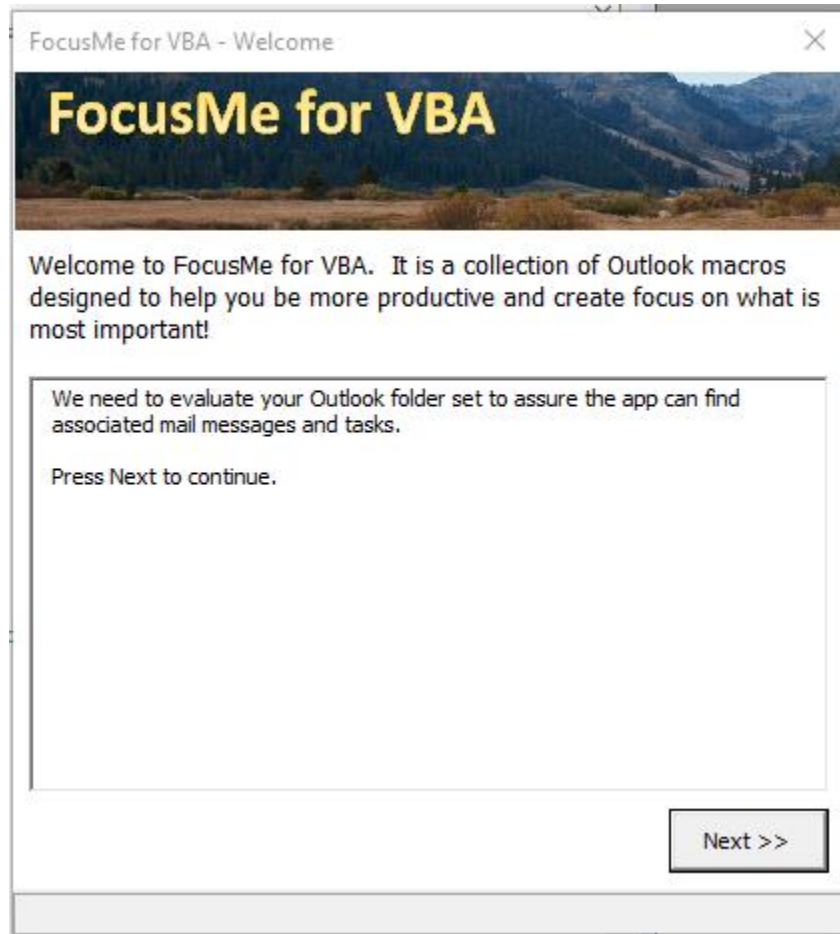 FocusMe for VBA - Welcome
FocusMe for VBA
Welcome to FocusMe for VBA.  It is a collection of Outlook macros
designed to help you be more productive and create focus on what is
most important!
We need to evaluate your Outlook folder set to assure the app can find
associated mail messages and tasks.
Press Next to continue.
Next >>